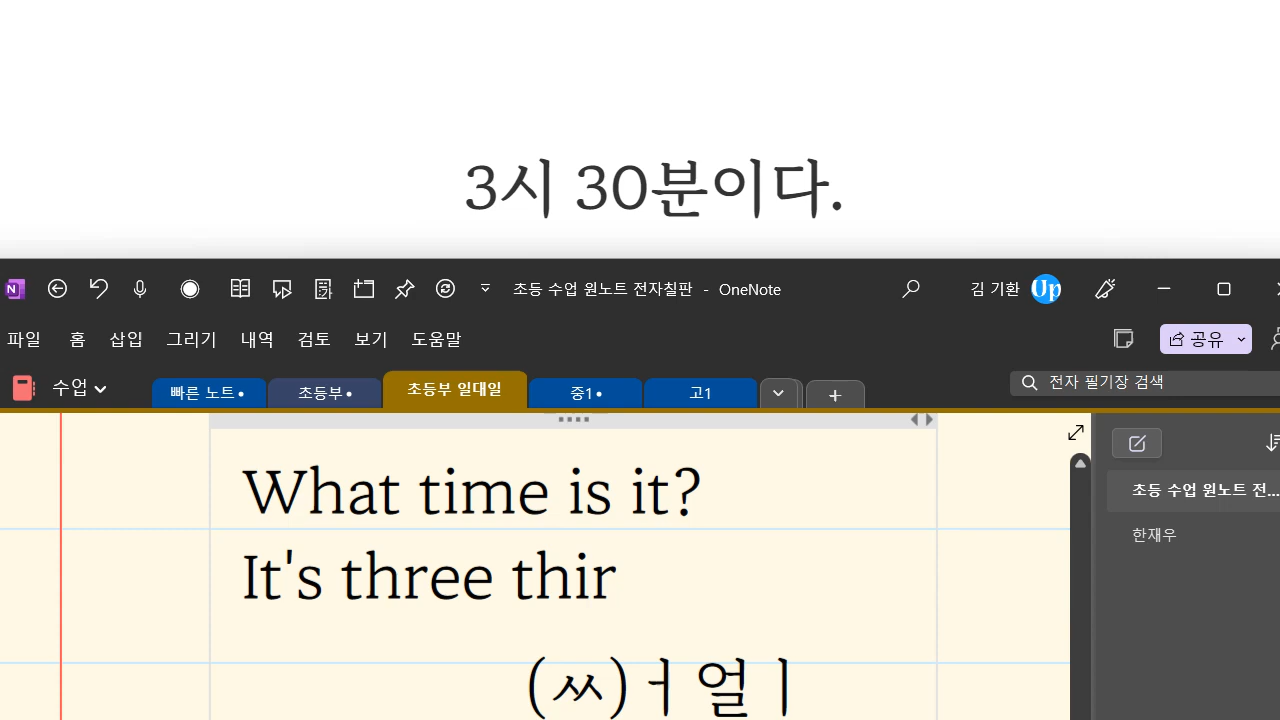 3시 30분이다.
초등 수업 원노트 전자칠판 - OneNote
김 기환
Up
파일 홈 삽입 그리기 내역 검토 보기 도움말
공유
수업
빠른 노트• 초등부• 초등부 일대일 중1• 고1
전자 필기장 검색
What time is it?
It's three thir
(ㅆ)ㅓ얼ㅣ
초등 수업 원노트 전...
한재우